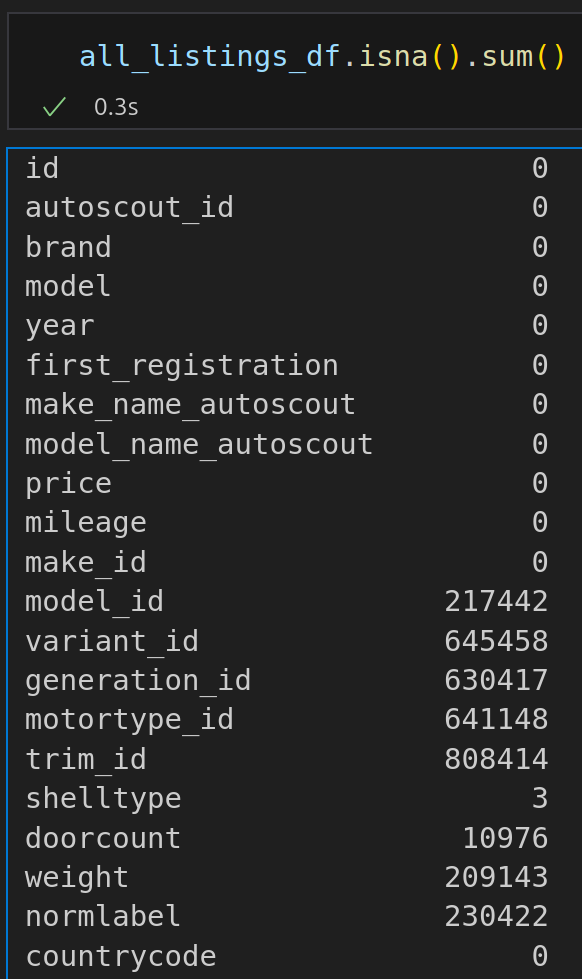 all_listings_df.isna().sum()
0.3s
id 0
autoscout_id 0
brand 0
model 0
year 0
first_registration 0
make_name_autoscout 0
model_name_autoscout 0
price 0
mileage 0
make_id 0
model_id 217442
variant_id 645458
generation_id 630417
motortype_id 641148
trim_id 808414
shelltype 3
doorcount 10976
weight 209143
normlabel 230422
countrycode 0